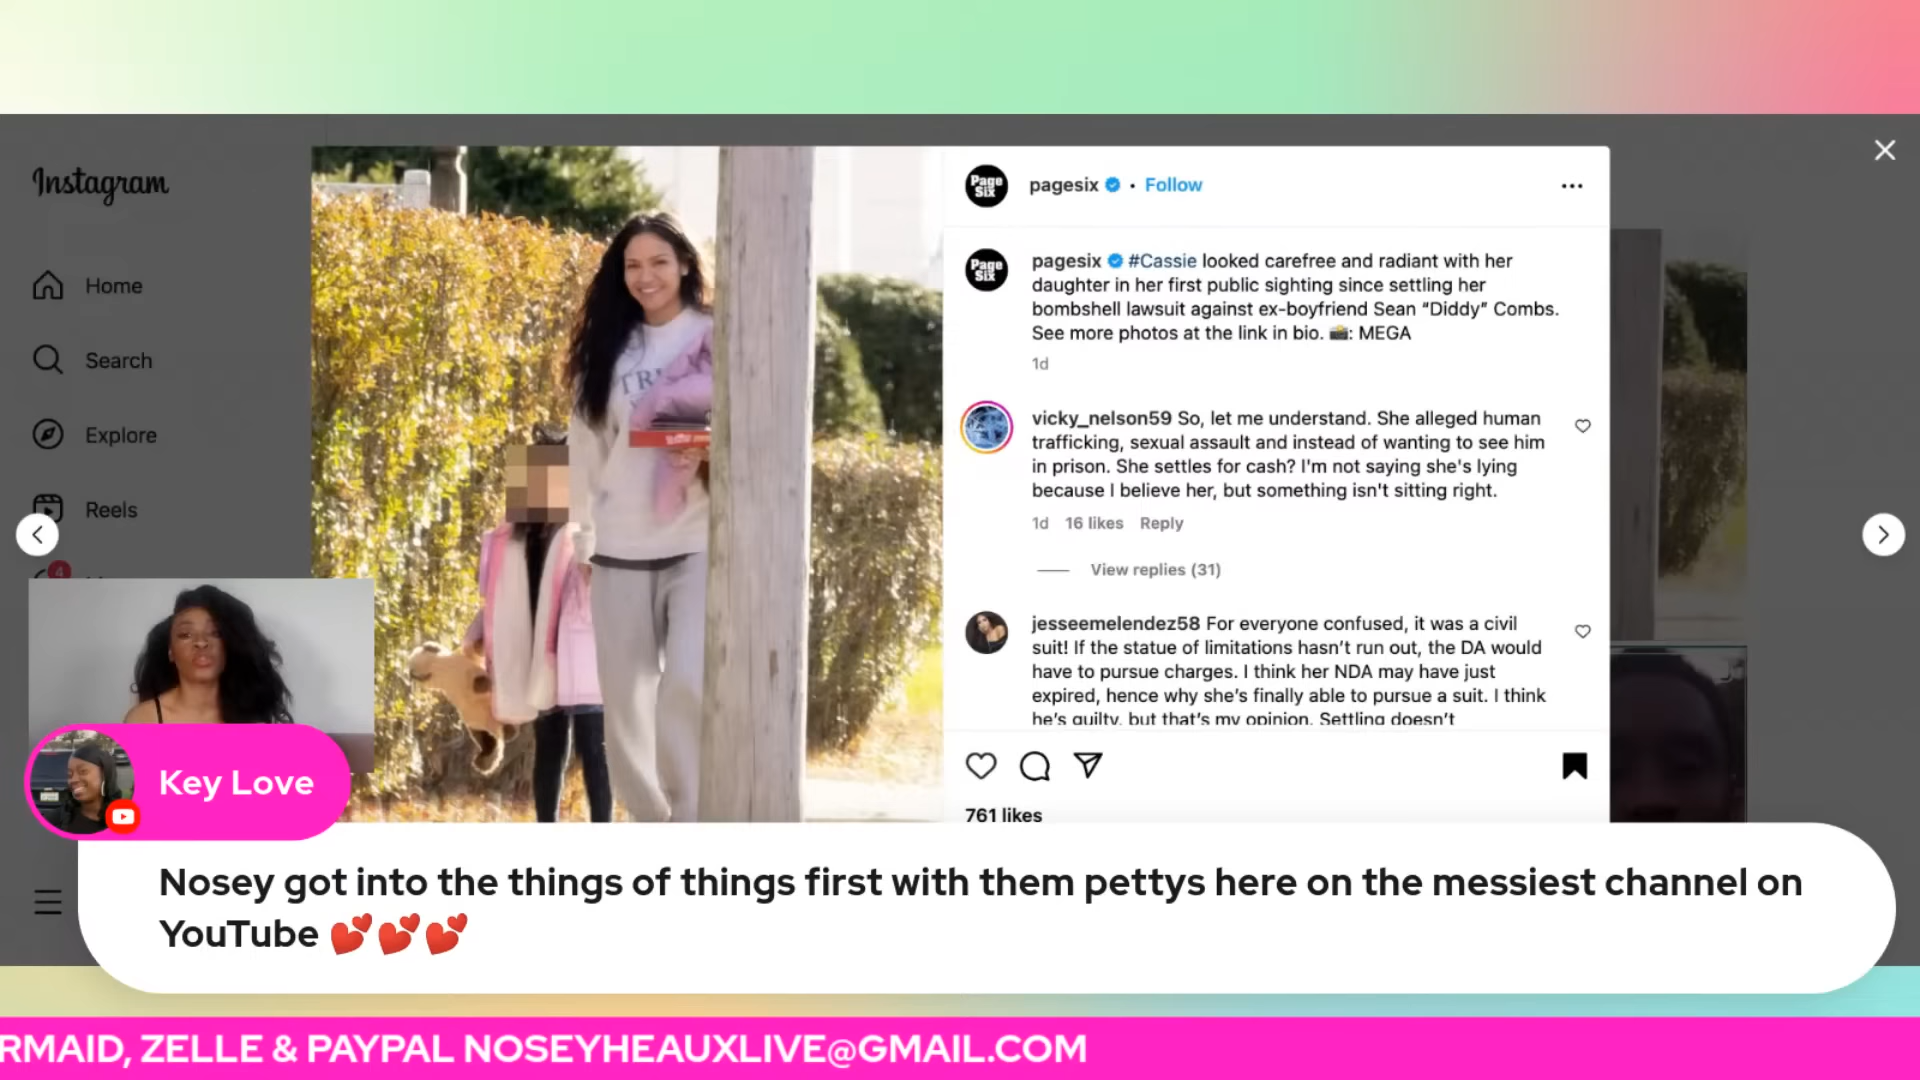 Instagram
Home
Search
Explore
Reels
4
Page
Six
pagesix • Follow
Page
Six
pagesix #Cassie looked carefree and radiant with her
daughter in her first public sighting since settling her
bombshell lawsuit against ex-boyfriend Sean “Diddy” Combs.
See more photos at the link in bio. 📸: MEGA
1d
vicky_nelson59 So, let me understand. She alleged human
trafficking, sexual assault and instead of wanting to see him
in prison. She settles for cash? I'm not saying she's lying
because I believe her, but something isn't sitting right.
1d 16 likes Reply
View replies (31)
jesseemelendez58 For everyone confused, it was a civil
suit! If the statue of limitations hasn’t run out, the DA would
have to pursue charges. I think her NDA may have just
expired, hence why she’s finally able to pursue a suit. I think
he’s guilty, but that’s my opinion. Settling doesn’t
761 likes
Key Love
Nosey got into the things of things first with them pettys here on the messiest channel on
YouTube 💕💕💕
RMAID, ZELLE & PAYPAL NOSEYHEAUXLIVE@GMAIL.COM